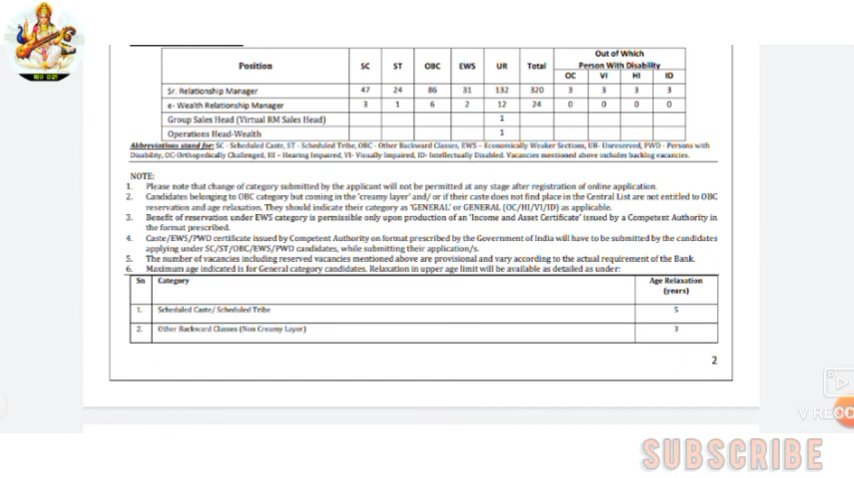 Out of Which
Position SC ST OBC EWS UR Total Person With Disability
OC VI HI ID
Sr. Relationship Manager 47 24 86 31 132 320 3 3 3 3
e- Wealth Relationship Manager 3 1 6 2 12 24 0 0 0 0
Group Sales Head (Virtual RM Sales Head) 1
Operations Head-Wealth 1
Abbreviations stand for: SC - Scheduled Caste, ST - Scheduled Tribe, OBC - Other Backward Classes, EWS – Economically Weaker Sections, UR- Unreserved, PWD - Persons with
Disability, OC-Orthopedically Challenged, HI – Hearing Impaired, VI- Visually Impaired, ID- Intellectually Disabled. Vacancies mentioned above includes backlog vacancies.
NOTE:
1. Please note that change of category submitted by the applicant will not be permitted at any stage after registration of online application.
2. Candidates belonging to OBC category but coming in the 'creamy layer' and/ or if their caste does not find place in the Central List are not entitled to OBC
reservation and age relaxation. They should indicate their category as 'GENERAL' or GENERAL (OC/HI/VI/ID) as applicable.
3. Benefit of reservation under EWS category is permissible only upon production of an 'Income and Asset Certificate' issued by a Competent Authority in
the format prescribed.
4. Caste/EWS/PWD certificate issued by Competent Authority on format prescribed by the Government of India will have to be submitted by the candidates
applying under SC/ST/OBC/EWS/PWD candidates, while submitting their application/s.
5. The number of vacancies including reserved vacancies mentioned above are provisional and vary according to the actual requirement of the Bank.
6. Maximum age indicated is for General category candidates. Relaxation in upper age limit will be available as detailed as under:
Sn Category Age Relaxation
(years)
1. Scheduled Caste/ Scheduled Tribe 5
2. Other Backward Classes (Non Creamy Layer) 3
2
V RECO
SUBSCRIBE